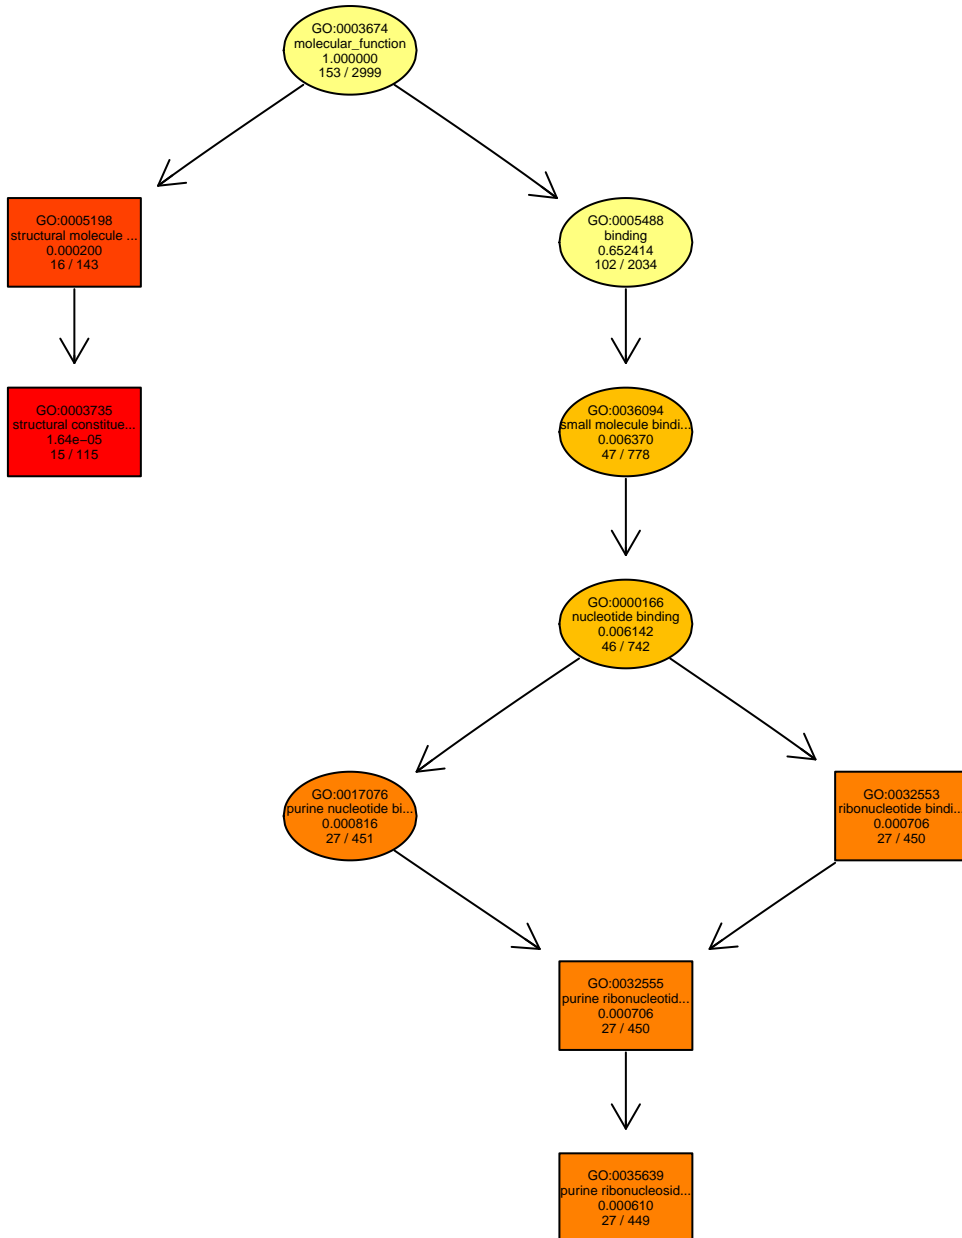 GO:0003674
molecular_function
1.000000
153 / 2999
GO:0005198
structural molecule ...
0.000200
16 / 143
GO:0005488
binding
0.652414
102 / 2034
GO:0003735
structural constitue...
1.64e−05
15 / 115
GO:0036094
small molecule bindi...
0.006370
47 / 778
GO:0000166
nucleotide binding
0.006142
46 / 742
GO:0017076
purine nucleotide bi...
0.000816
27 / 451
GO:0032553
ribonucleotide bindi...
0.000706
27 / 450
GO:0032555
purine ribonucleotid...
0.000706
27 / 450
GO:0035639
purine ribonucleosid...
0.000610
27 / 449